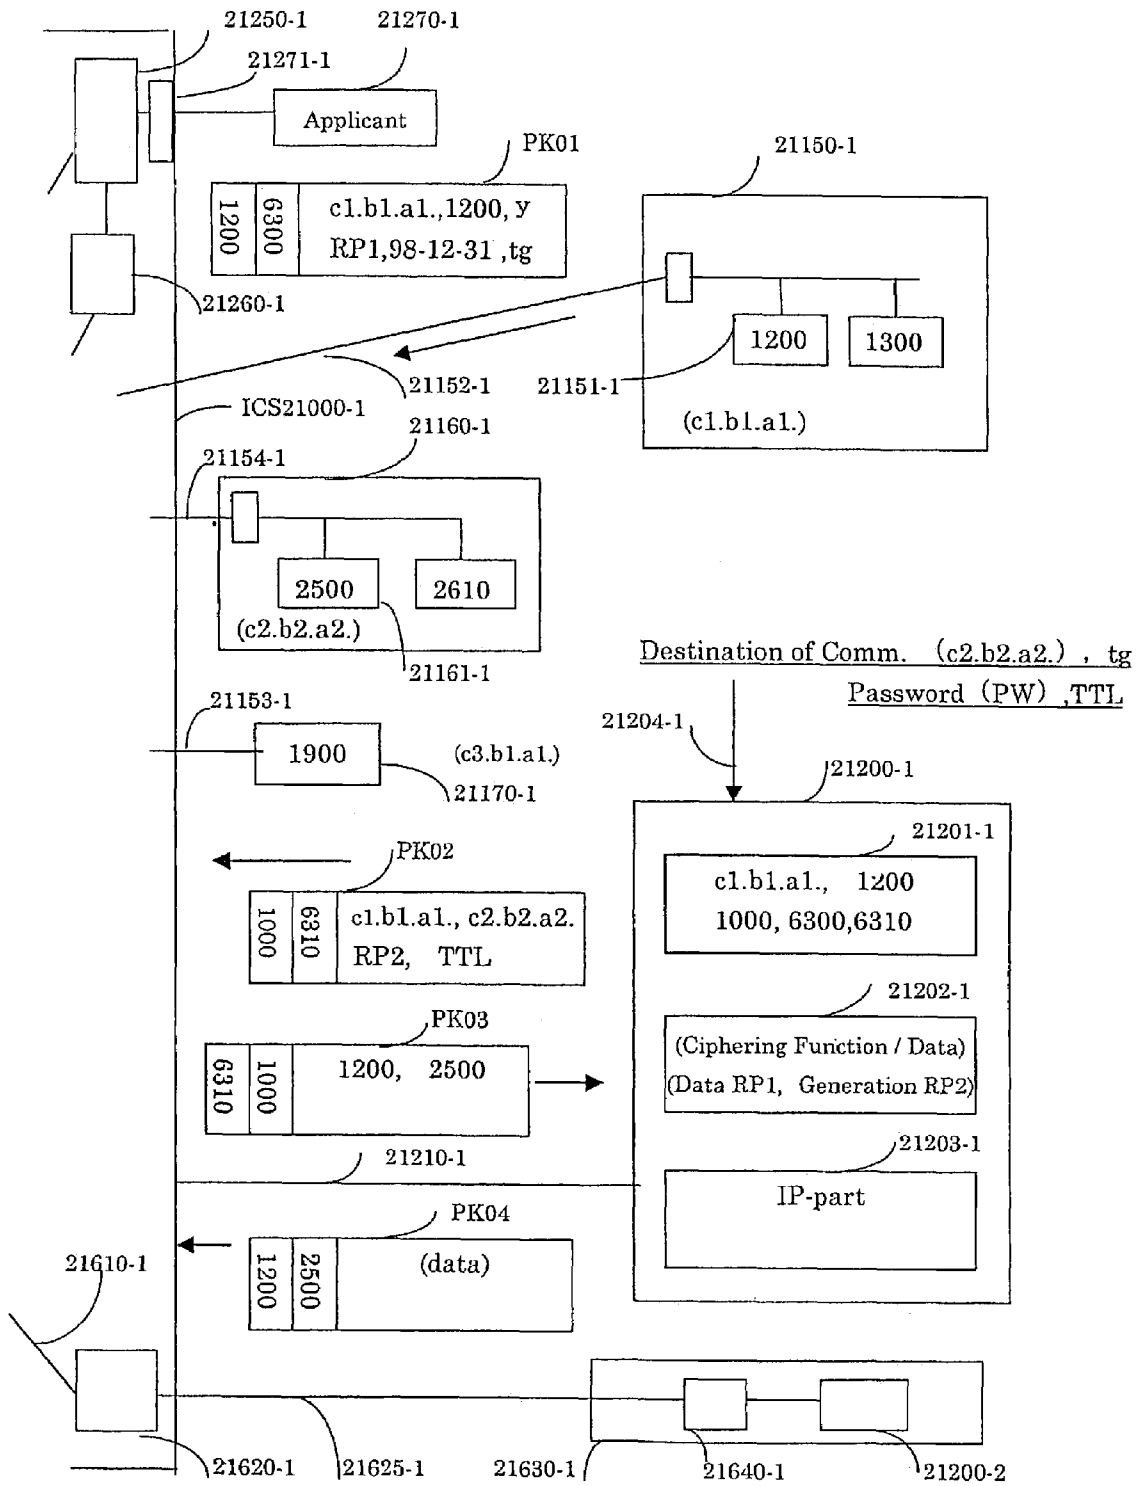 21250-1
21270-1
21271-1
Applicant
PK01
21150-1
1200
6300
c1.b1.a1.,1200, y
RP1,98-12-31 ,tg
21260-1
1200
1300
21152-1
21151-1
ICS21000-1
(c1.b1.a1.)
21160-1
21154-1
2500
2610
(c2.b2.a2.)
21161-1
Destination of Comm. (c2.b2.a2.) , tg
Password (PW) ,TTL
21153-1
21204-1
1900
(c3.b1.a1.)
21200-1
21170-1
21201-1
PK02
c1.b1.a1., 1200
1000, 6300,6310
1000
6310
c1.b1.a1., c2.b2.a2.
RP2, TTL
21202-1
PK03
(Ciphering Function / Data)
(Data RP1, Generation RP2)
6310
1000
1200, 2500
21203-1
21210-1
IP-part
PK04
1200
2500
(data)
21610-1
21620-1
21625-1
21630-1
21640-1
21200-2